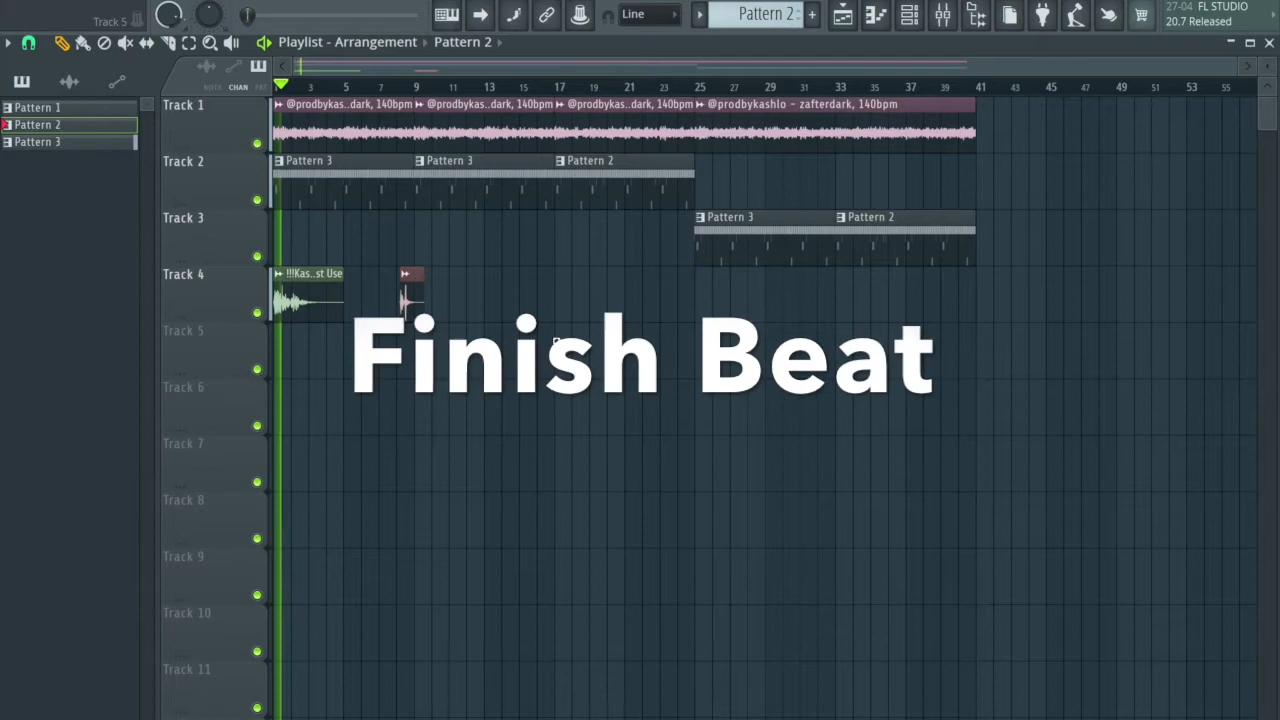 Track 5
Line
Pattern 2
27-04 FL STUDIO
20.7 Released
Playlist - Arrangement
Pattern 2
NOTE CHAN PAT
3 5 7 9 11 13 15 17 19 21 23 25 27 29 31 33 35 37 39 41 43 45 47 49 51 53 55
Pattern 1
Pattern 2
Pattern 3
Track 1
@prodbykas..dark, 140bpm
@prodbykas..dark, 140bpm
@prodbykas..dark, 140bpm
@prodbykashlo - zafterdark, 140bpm
Track 2
Pattern 3
Pattern 3
Pattern 2
Track 3
Pattern 3
Pattern 2
Track 4
!!!Kas..st Use
Track 5
Finish Beat
Track 6
Track 7
Track 8
Track 9
Track 10
Track 11